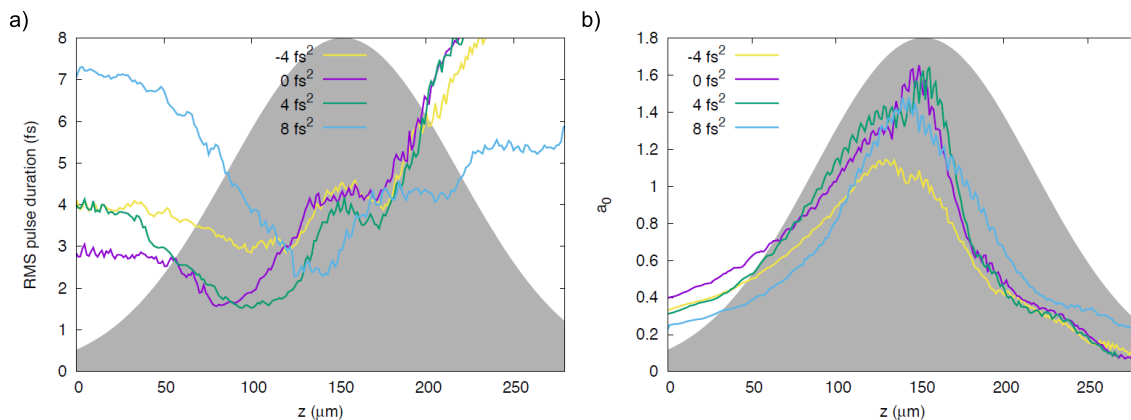 a)
8
7
6
5
4
3
2
1
0
RMS pulse duration (fs)
-4 fs²
0 fs²
4 fs²
8 fs²
0 50 100 150 200 250
z (μm)
b)
1.8
1.6
1.4
1.2
1
0.8
0.6
0.4
0.2
0
a₀
-4 fs²
0 fs²
4 fs²
8 fs²
0 50 100 150 200 250
z (μm)